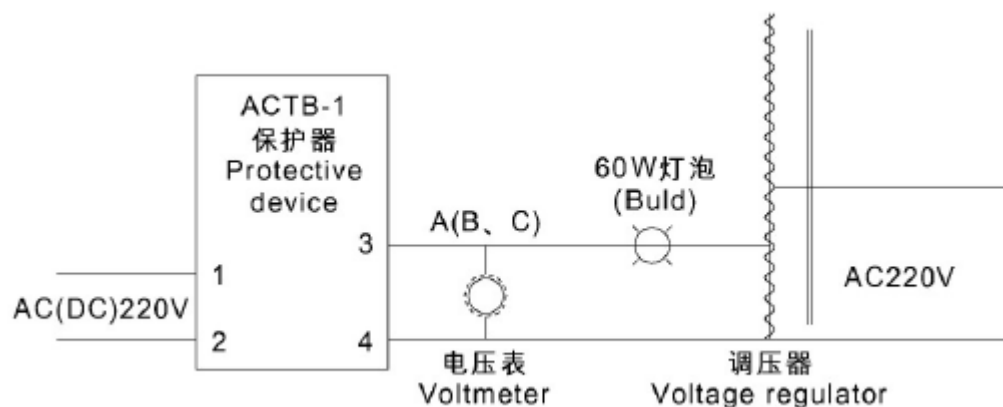 ACTB-1
保护器
Protective
device
1
2
3
4
AC(DC)220V
A(B、C)
电压表
Voltmeter
60W灯泡
(Buld)
调压器
Voltage regulator
AC220V